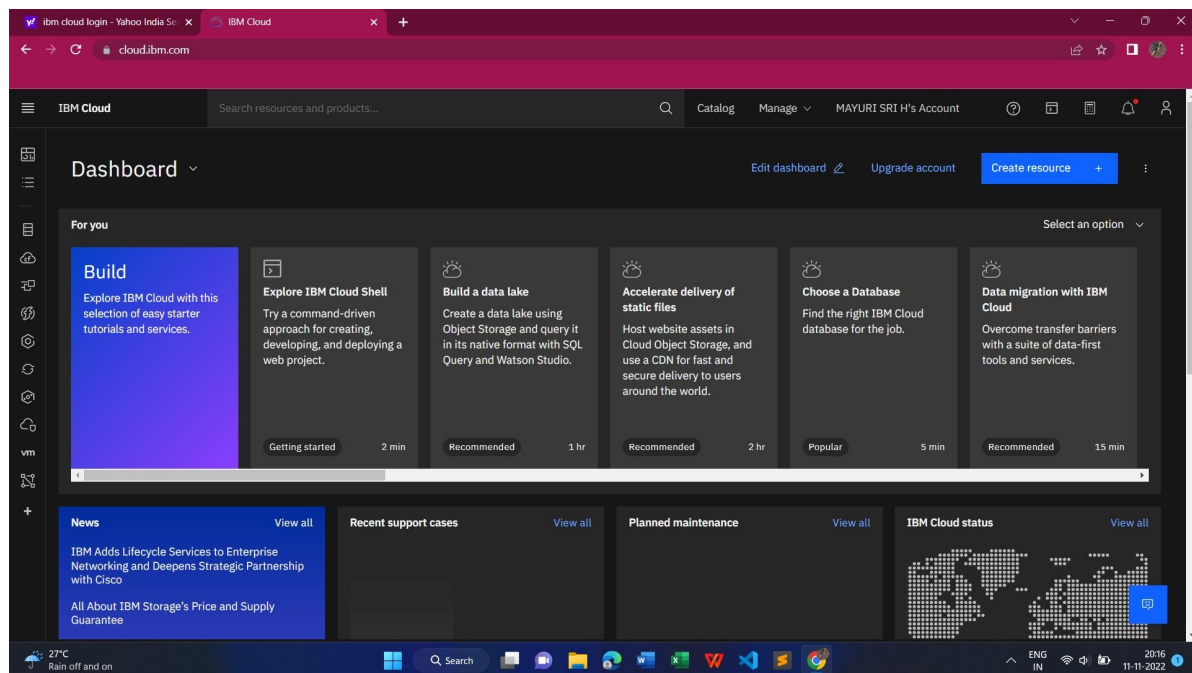 ibm cloud login - Yahoo India Se
IBM Cloud
cloud.ibm.com
IBM Cloud
Search resources and products...
Catalog
Manage
MAYURI SRI H's Account
Dashboard
Edit dashboard
Upgrade account
Create resource +
For you
Select an option
Build
Explore IBM Cloud with this
selection of easy starter
tutorials and services.
Explore IBM Cloud Shell
Try a command-driven
approach for creating,
developing, and deploying a
web project.
Getting started 2 min
Build a data lake
Create a data lake using
Object Storage and query it
in its native format with SQL
Query and Watson Studio.
Recommended 1 hr
Accelerate delivery of
static files
Host website assets in
Cloud Object Storage, and
use a CDN for fast and
secure delivery to users
around the world.
Recommended 2 hr
Choose a Database
Find the right IBM Cloud
database for the job.
Popular 5 min
Data migration with IBM
Cloud
Overcome transfer barriers
with a suite of data-first
tools and services.
Recommended 15 min
vm
News View all
IBM Adds Lifecycle Services to Enterprise
Networking and Deepens Strategic Partnership
with Cisco
All About IBM Storage's Price and Supply
Guarantee
Recent support cases View all
Planned maintenance View all
IBM Cloud status View all
27°C
Rain off and on
Search
ENG
IN
20:16
11-11-2022
1